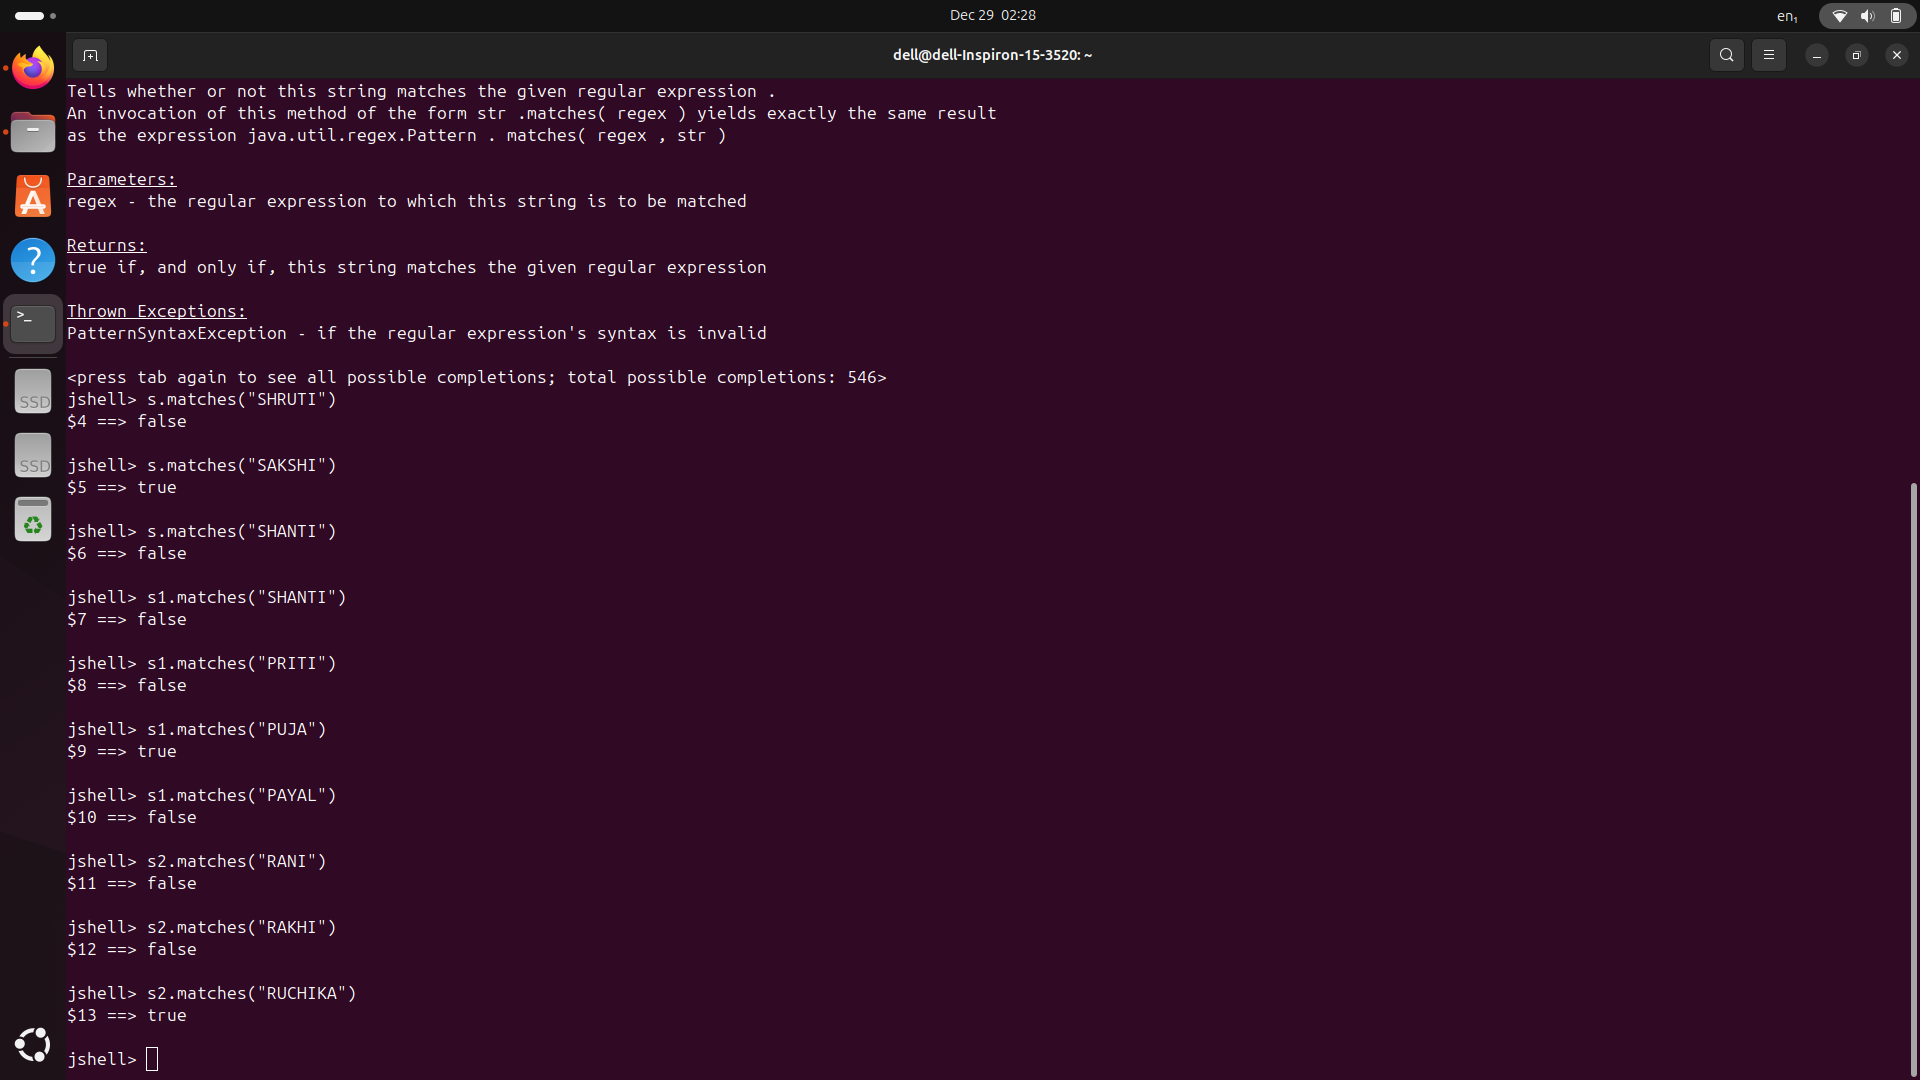 Dec 29 02:28
en₁
dell@dell-Inspiron-15-3520: ~
Tells whether or not this string matches the given regular expression .
An invocation of this method of the form str .matches( regex ) yields exactly the same result
as the expression java.util.regex.Pattern . matches( regex , str )
Parameters:
regex - the regular expression to which this string is to be matched
Returns:
true if, and only if, this string matches the given regular expression
Thrown Exceptions:
PatternSyntaxException - if the regular expression's syntax is invalid
<press tab again to see all possible completions; total possible completions: 546>
jshell> s.matches("SHRUTI")
$4 ==> false
jshell> s.matches("SAKSHI")
$5 ==> true
jshell> s.matches("SHANTI")
$6 ==> false
jshell> s1.matches("SHANTI")
$7 ==> false
jshell> s1.matches("PRITI")
$8 ==> false
jshell> s1.matches("PUJA")
$9 ==> true
jshell> s1.matches("PAYAL")
$10 ==> false
jshell> s2.matches("RANI")
$11 ==> false
jshell> s2.matches("RAKHI")
$12 ==> false
jshell> s2.matches("RUCHIKA")
$13 ==> true
jshell>
>_
SSD
SSD